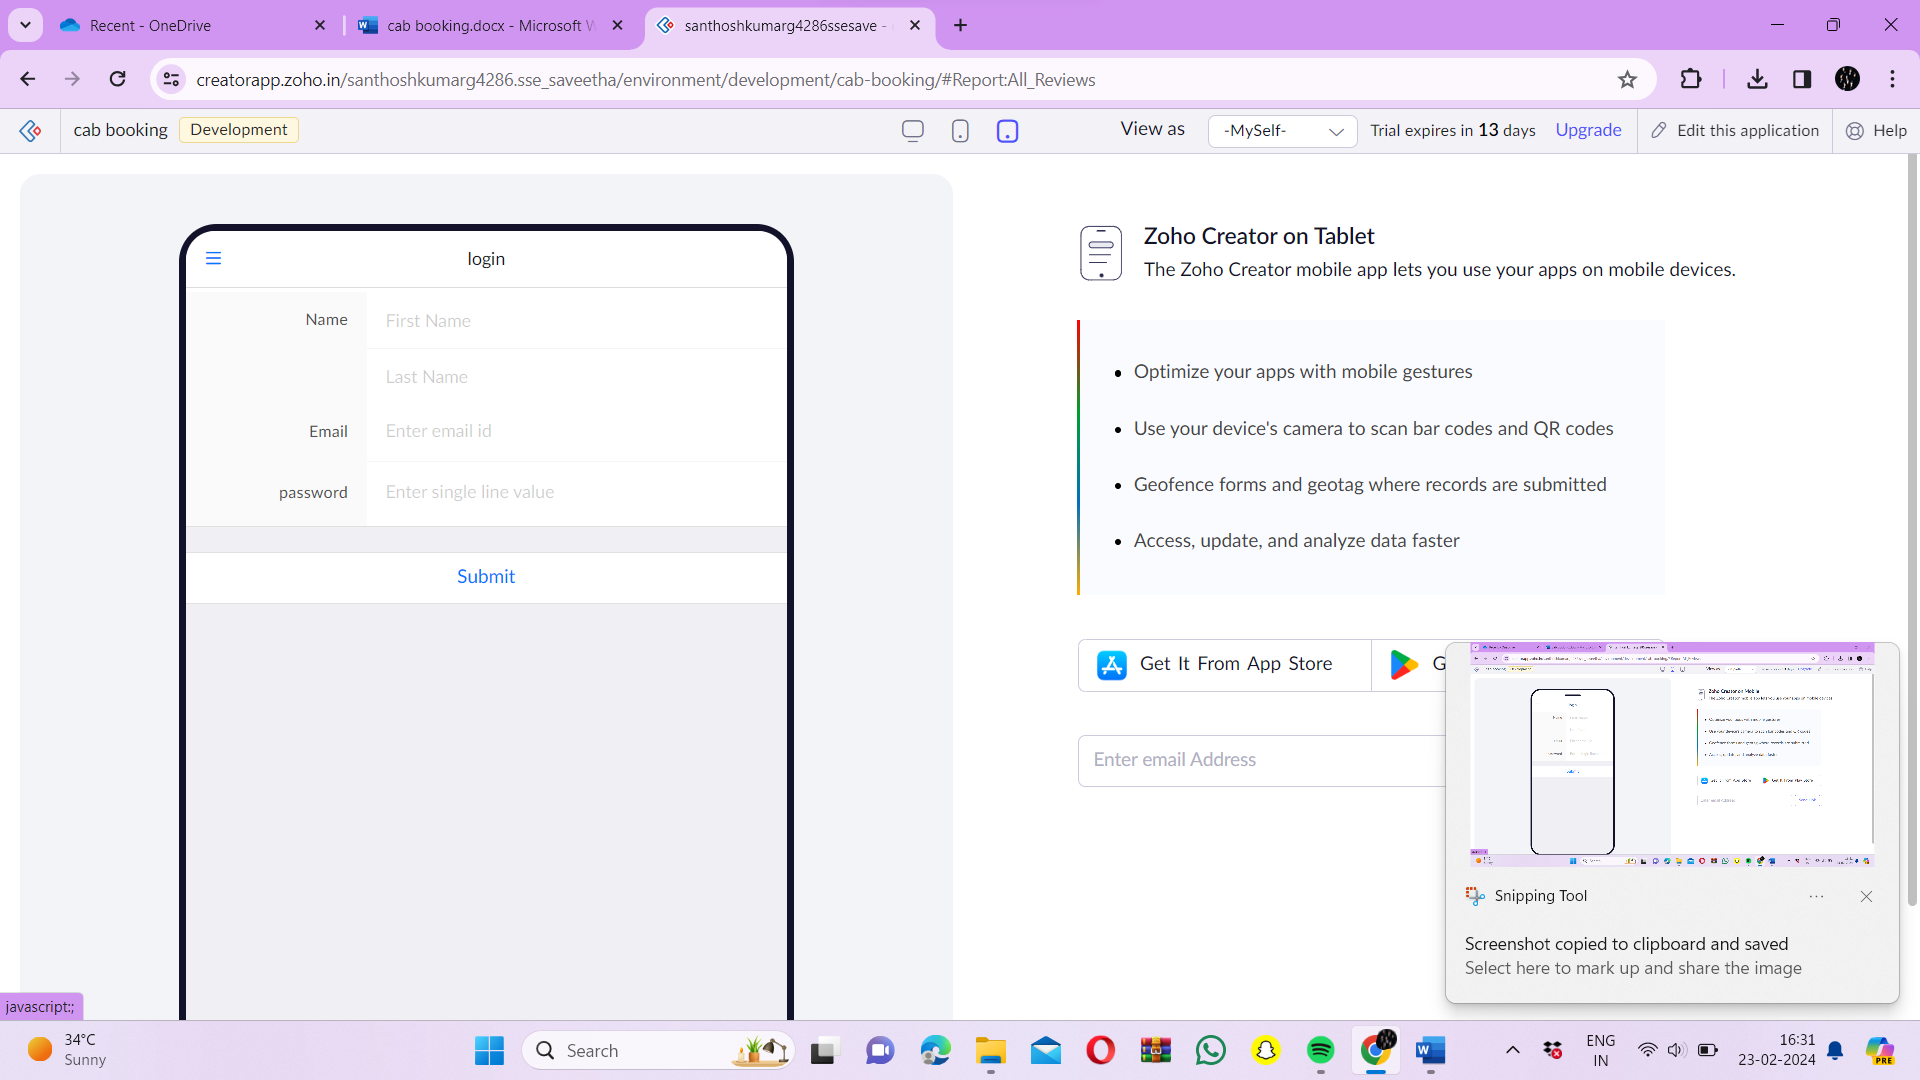 Recent - OneDrive
cab booking.docx - Microsoft W
santhoshkumarg4286ssesave -
creatorapp.zoho.in/santhoshkumarg4286.sse_saveetha/environment/development/cab-booking/#Report:All_Reviews
cab booking
Development
View as
-MySelf-
Trial expires in 13 days
Upgrade
Edit this application
Help
login
Name
First Name
Last Name
Email
Enter email id
password
Enter single line value
Submit
Zoho Creator on Tablet
The Zoho Creator mobile app lets you use your apps on mobile devices.
Optimize your apps with mobile gestures
Use your device's camera to scan bar codes and QR codes
Geofence forms and geotag where records are submitted
Access, update, and analyze data faster
Get It From App Store
G
Enter email Address
Zoho Creator on Mobile
Snipping Tool
Screenshot copied to clipboard and saved
Select here to mark up and share the image
javascript:;
34°C
Sunny
Search
ENG
IN
16:31
23-02-2024
PRE